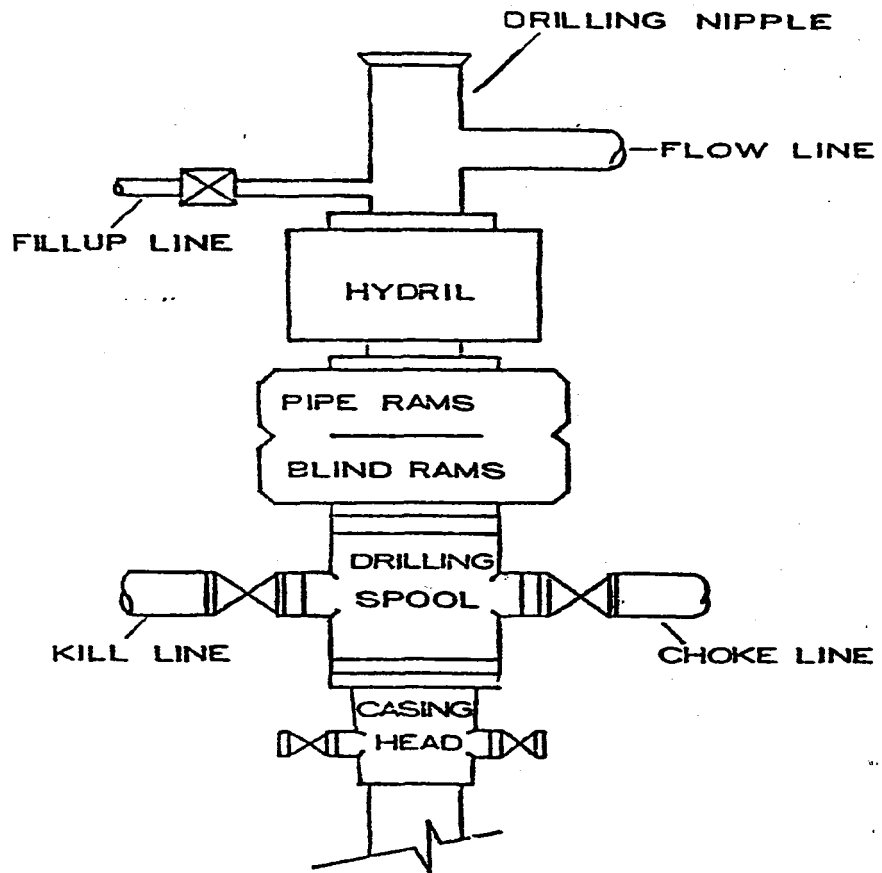 DRILLING NIPPLE
FLOW LINE
FILLUP LINE
HYDRIL
PIPE RAMS
BLIND RAMS
DRILLING
SPOOL
KILL LINE
CHOKE LINE
CASING
HEAD